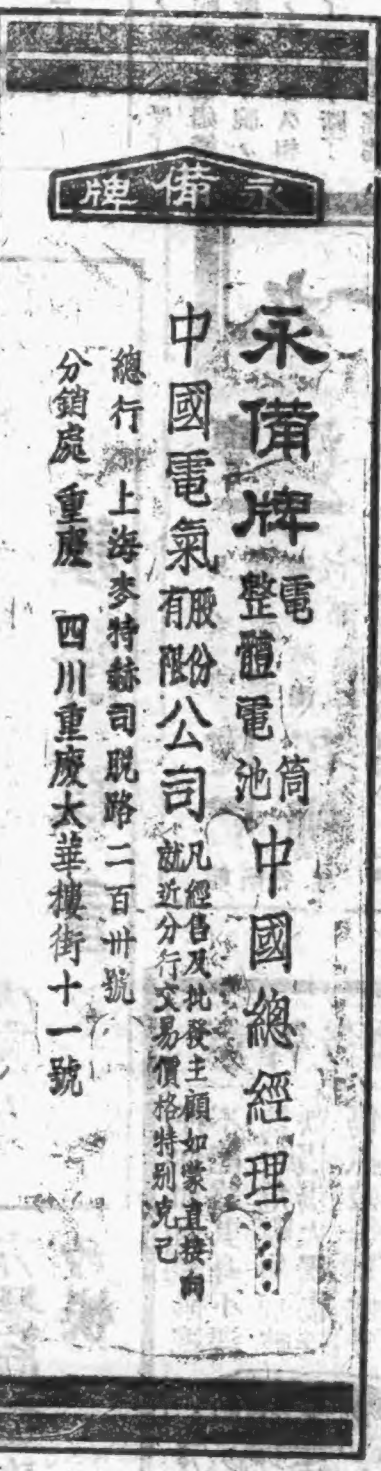 永備牌
永備牌電筒整體電池中國總經理⋯⋯
中國電氣股份有限公司凡經售及批發主顧如蒙直接向就近分行交易價格特別克己
總行 上海麥特赫司脫路二百卅號
分銷處 重慶 四川重慶太華樓街十一號